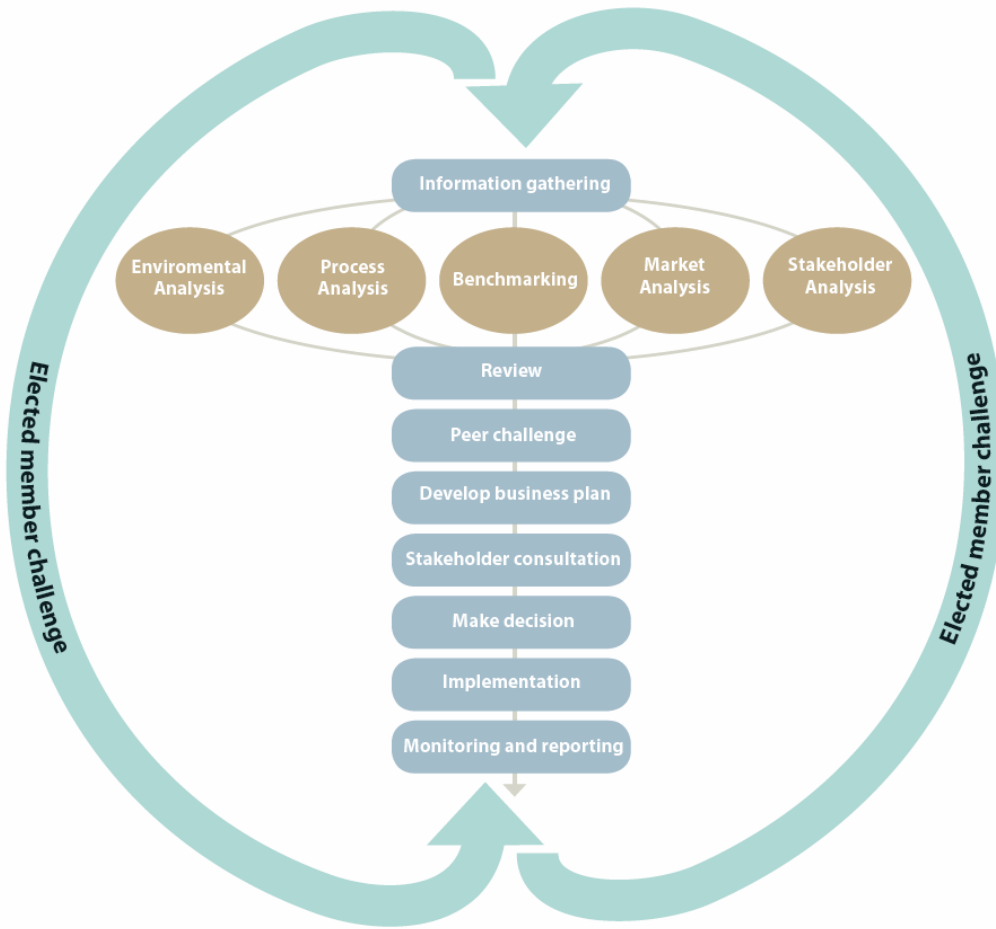 Information gathering
Enviromental
Analysis
Process
Analysis
Benchmarking
Market
Analysis
Stakeholder
Analysis
Review
Peer challenge
Develop business plan
Stakeholder consultation
Make decision
Implementation
Monitoring and reporting
Elected member challenge
Elected member challenge